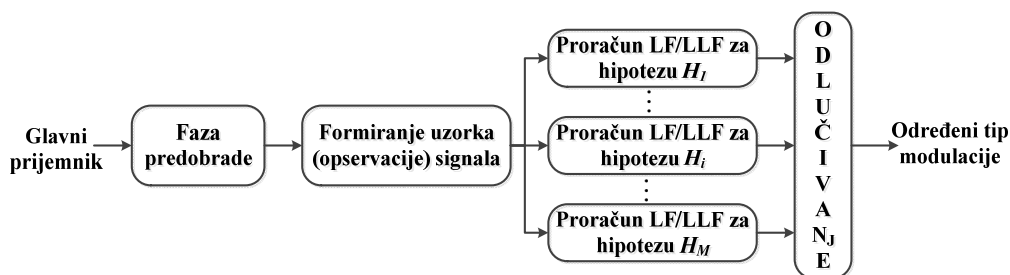 Glavni
prijemnik
Faza
predobrade
Formiranje uzorka
(opservacije) signala
Proračun LF/LLF za
hipotezu H1
Proračun LF/LLF za
hipotezu Hi
Proračun LF/LLF za
hipotezu HM
O
D
L
U
Č
I
V
A
NJ
E
Određeni tip
modulacije